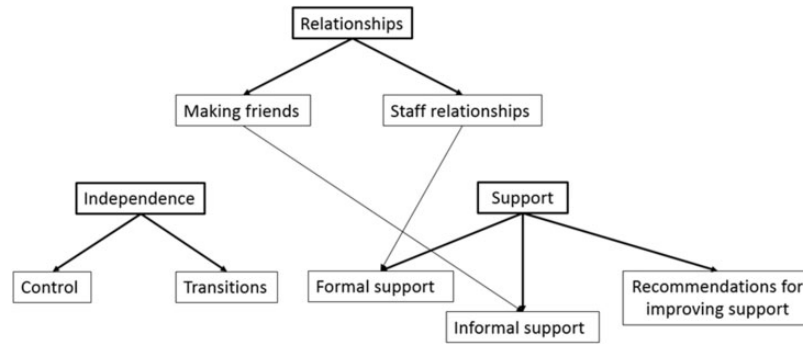 Relationships
Making friends
Staff relationships
Independence
Support
Control
Transitions
Formal support
Recommendations for
improving support
Informal support